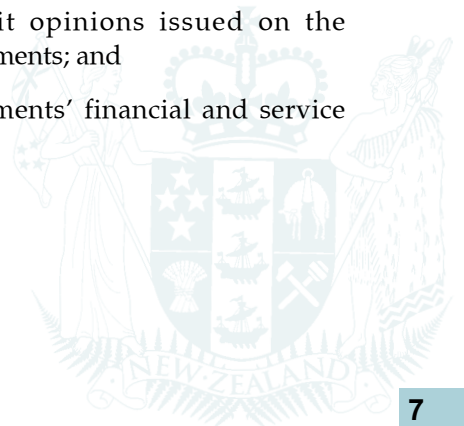 it opinions issued on the
ments; and
ments’ financial and service
NEW·ZEALAND
7